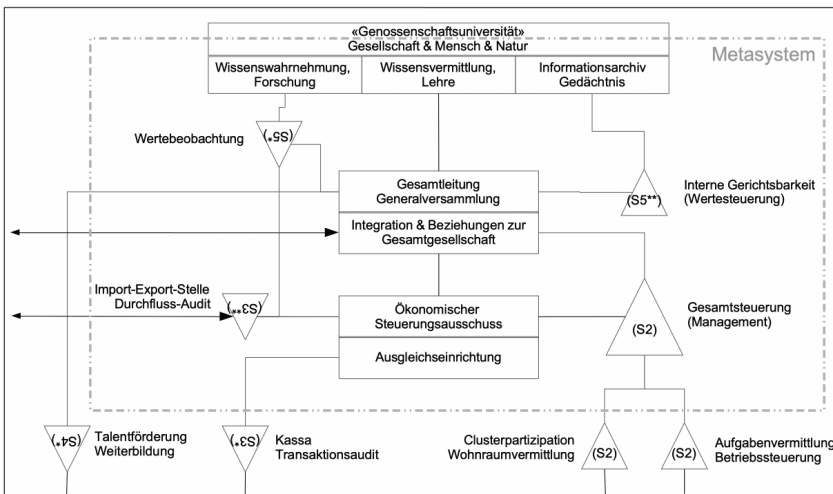 «Genossenschaftsuniversität»
Gesellschaft & Mensch & Natur
Metasystem
Wissenswahrnehmung,
Forschung
Wissensvermittlung,
Lehre
Informationsarchiv
Gedächtnis
Wertebeobachtung
(S5*)
Gesamtleitung
Generalversammlung
(S5**)
Interne Gerichtsbarkeit
(Wertesteuerung)
Integration & Beziehungen zur
Gesamtgesellschaft
Import-Export-Stelle
Durchfluss-Audit
(S3**)
Ökonomischer
Steuerungsausschuss
Ausgleichseinrichtung
(S2)
Gesamtsteuerung
(Management)
(S4*)
Talentförderung
Weiterbildung
(S3*)
Kassa
Transaktionsaudit
Clusterpartizipation
Wohnraumvermittlung
(S2)
(S2)
Aufgabenvermittlung
Betriebssteuerung